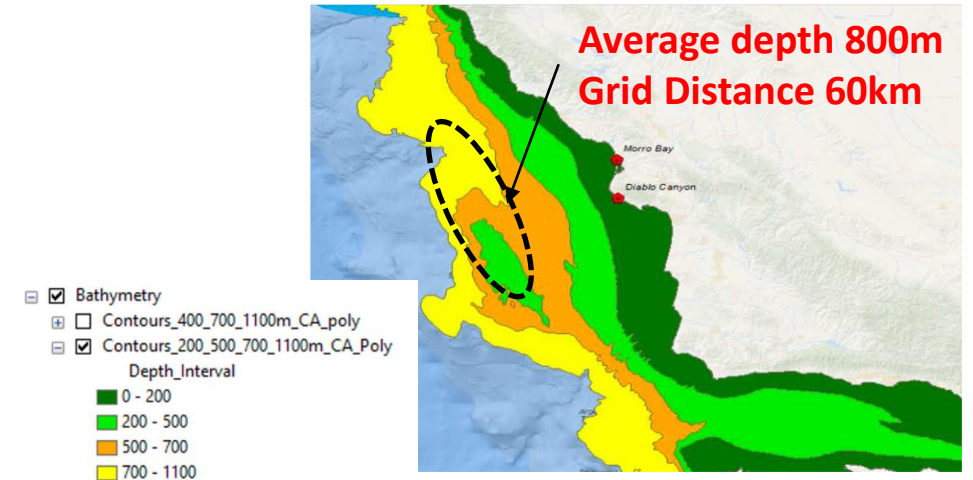 Average depth 800m
Grid Distance 60km
Morro Bay
Diablo Canyon
Bathymetry
Contours_400_700_1100m_CA_poly
Contours_200_500_700_1100m_CA_Poly
Depth_Interval
0 - 200
200 - 500
500 - 700
700 - 1100